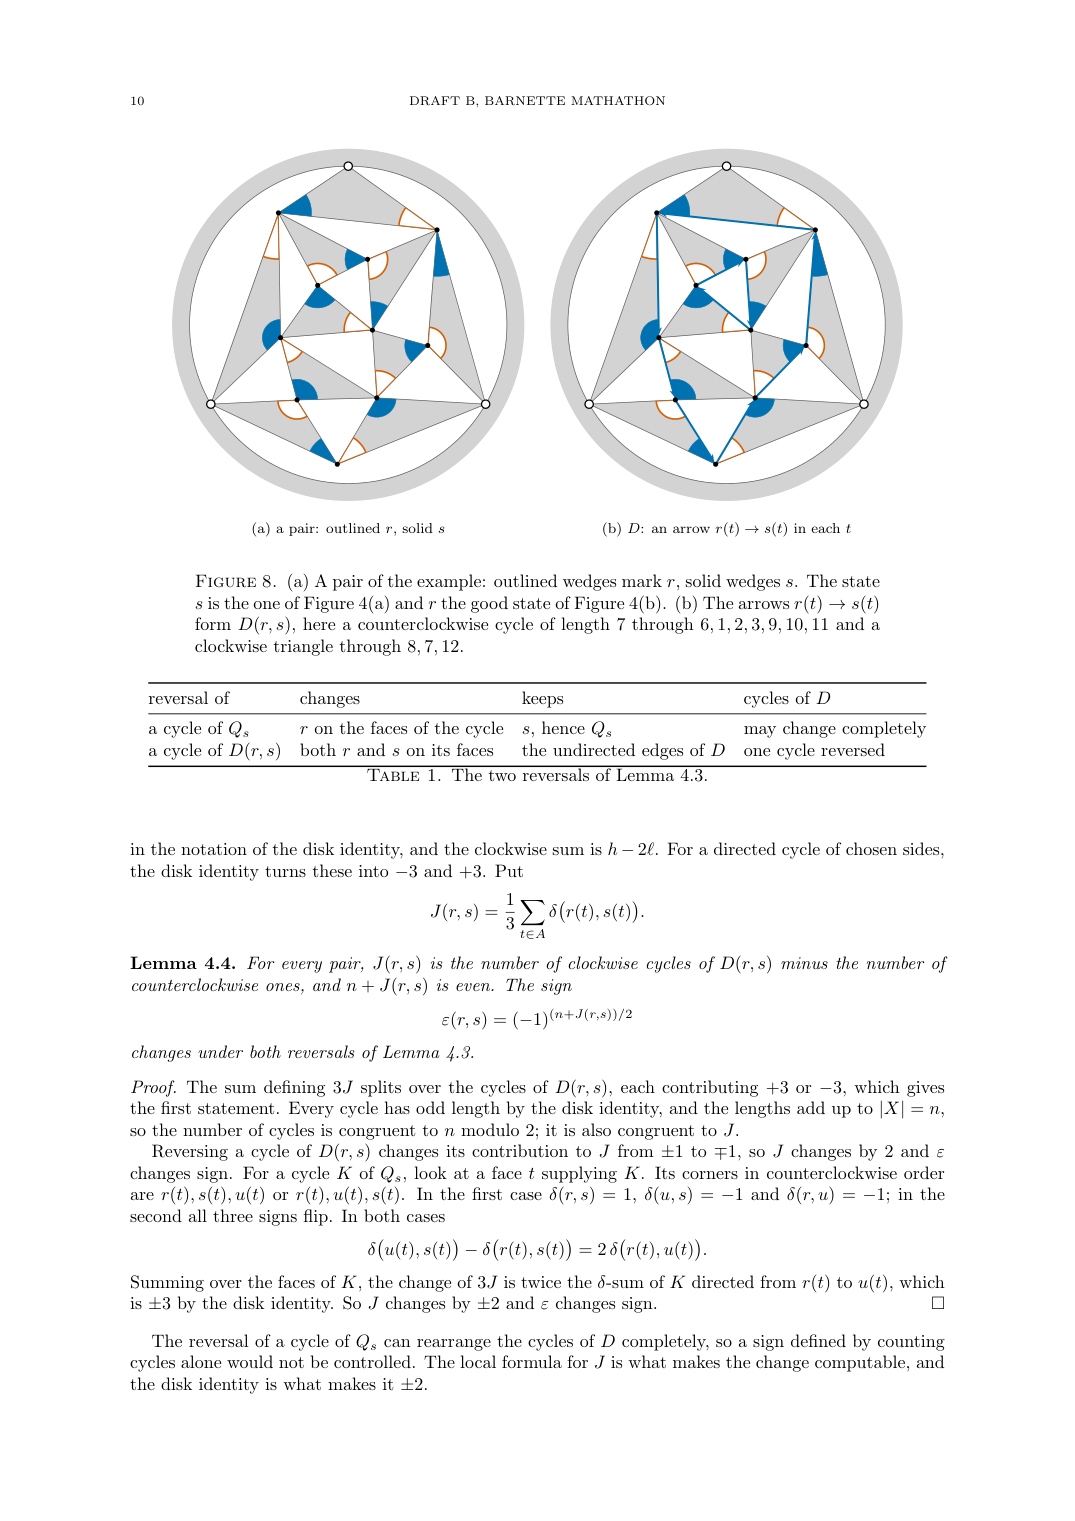 10 DRAFT B, BARNETTE MATHATHON
(a) a pair: outlined r, solid s
(b) D: an arrow r(t) → s(t) in each t
FIGURE 8. (a) A pair of the example: outlined wedges mark r, solid wedges s. The state
s is the one of Figure 4(a) and r the good state of Figure 4(b). (b) The arrows r(t) → s(t)
form D(r, s), here a counterclockwise cycle of length 7 through 6, 1, 2, 3, 9, 10, 11 and a
clockwise triangle through 8, 7, 12.
reversal of changes keeps cycles of D
a cycle of Q_s r on the faces of the cycle s, hence Q_s may change completely
a cycle of D(r, s) both r and s on its faces the undirected edges of D one cycle reversed
TABLE 1. The two reversals of Lemma 4.3.
in the notation of the disk identity, and the clockwise sum is h − 2ℓ. For a directed cycle of chosen sides,
the disk identity turns these into −3 and +3. Put
J(r, s) = 1/3 ∑_{t∈A} δ(r(t), s(t)).
Lemma 4.4. For every pair, J(r, s) is the number of clockwise cycles of D(r, s) minus the number of
counterclockwise ones, and n + J(r, s) is even. The sign
ε(r, s) = (−1)^{(n+J(r,s))/2}
changes under both reversals of Lemma 4.3.
Proof. The sum defining 3J splits over the cycles of D(r, s), each contributing +3 or −3, which gives
the first statement. Every cycle has odd length by the disk identity, and the lengths add up to |X| = n,
so the number of cycles is congruent to n modulo 2; it is also congruent to J.
Reversing a cycle of D(r, s) changes its contribution to J from ±1 to ∓1, so J changes by 2 and ε
changes sign. For a cycle K of Q_s, look at a face t supplying K. Its corners in counterclockwise order
are r(t), s(t), u(t) or r(t), u(t), s(t). In the first case δ(r, s) = 1, δ(u, s) = −1 and δ(r, u) = −1; in the
second all three signs flip. In both cases
δ(u(t), s(t)) − δ(r(t), s(t)) = 2 δ(r(t), u(t)).
Summing over the faces of K, the change of 3J is twice the δ-sum of K directed from r(t) to u(t), which
is ±3 by the disk identity. So J changes by ±2 and ε changes sign. □
The reversal of a cycle of Q_s can rearrange the cycles of D completely, so a sign defined by counting
cycles alone would not be controlled. The local formula for J is what makes the change computable, and
the disk identity is what makes it ±2.